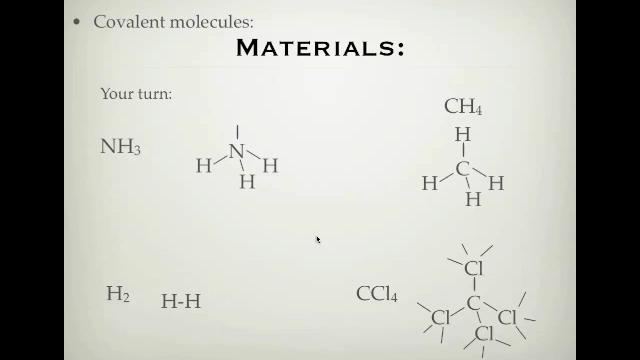 • Covalent molecules:
MATERIALS:
Your turn:
NH₃
N
H H
H
CH₄
H
C
H H
H
H₂ H-H
CCl₄
Cl
C
Cl Cl
Cl